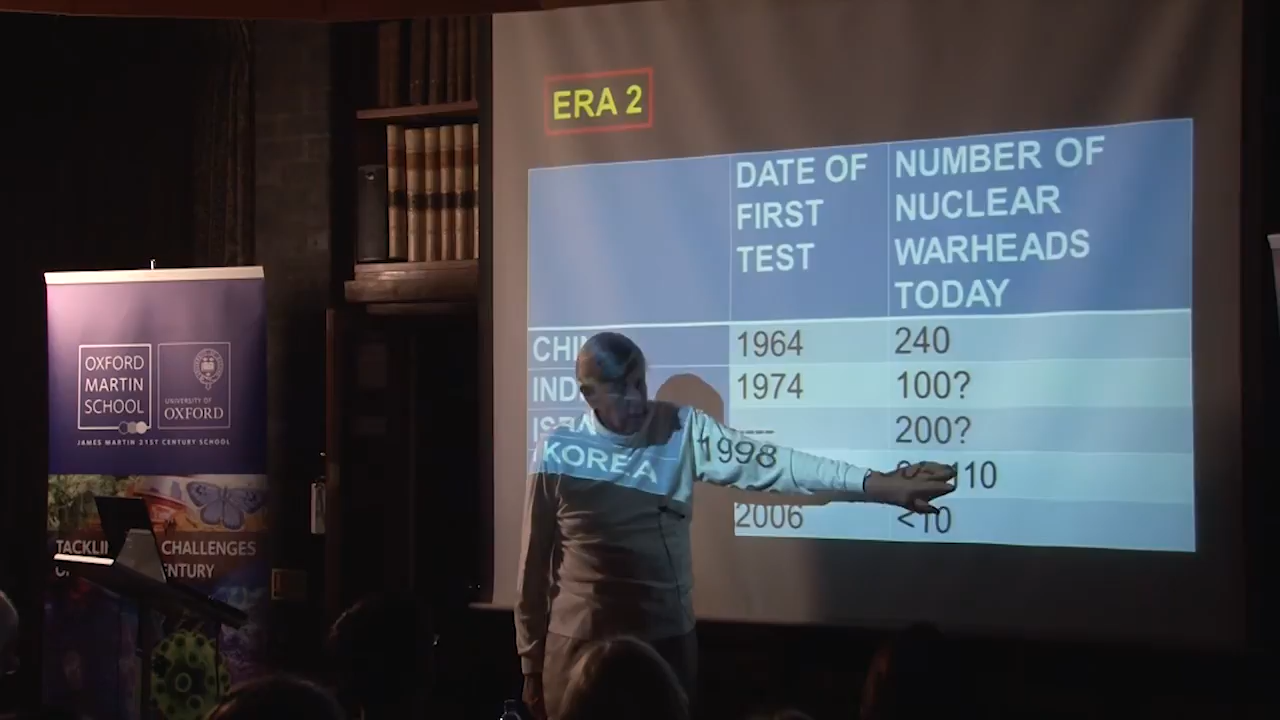 ERA 2
DATE OF FIRST TEST
NUMBER OF NUCLEAR WARHEADS TODAY
1964 240
1974 100?
--- 200?
1998 110
KOREA 2006 <10
OXFORD
MARTIN
SCHOOL
UNIVERSITY OF
OXFORD
JAMES MARTIN 21ST CENTURY SCHOOL
CHALLENGES